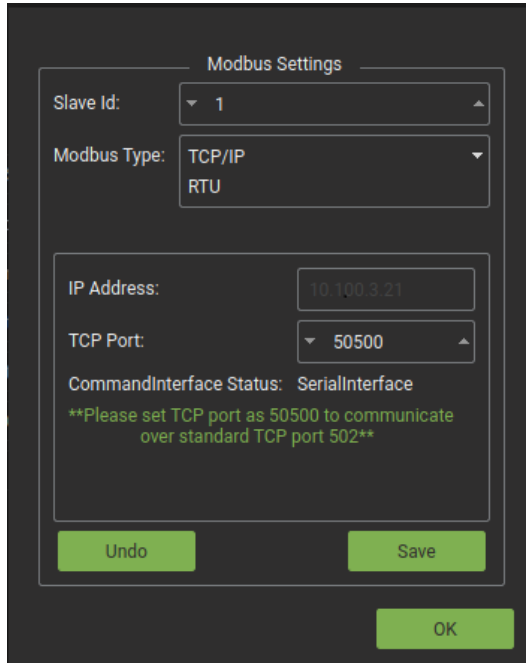 Modbus Settings
Slave Id: 1
Modbus Type: TCP/IP
RTU
IP Address: 10.100.3.21
TCP Port: 50500
CommandInterface Status: SerialInterface
**Please set TCP port as 50500 to communicate
over standard TCP port 502**
Undo Save
OK